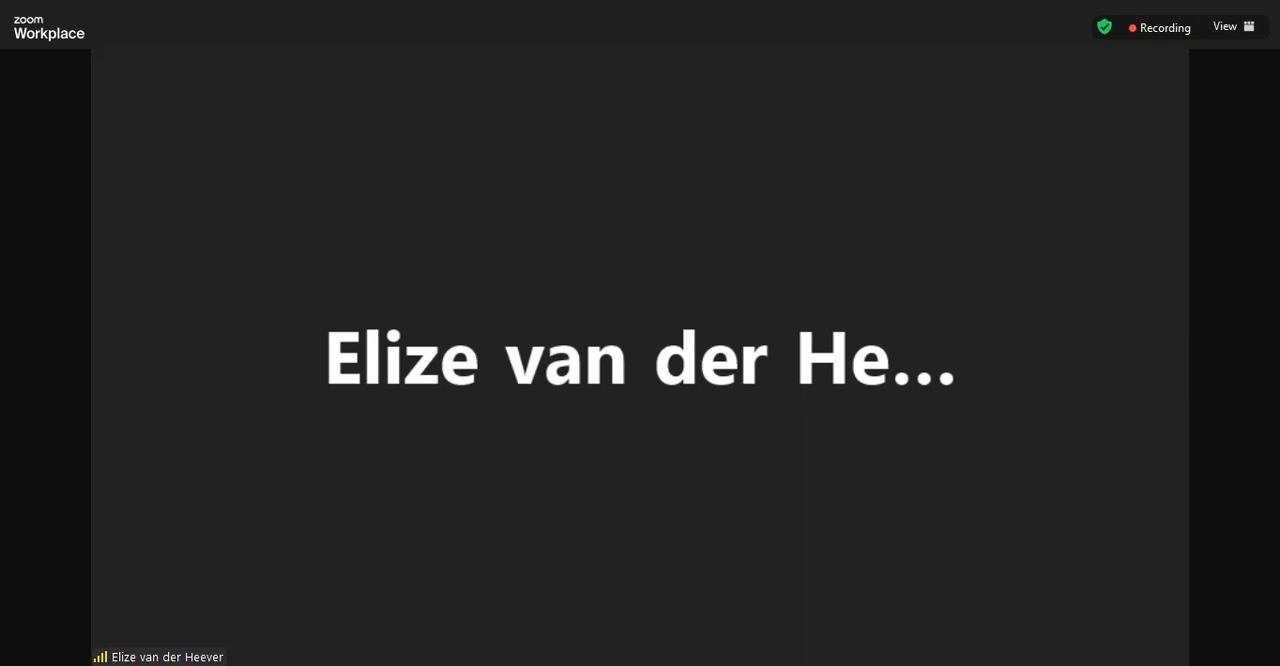 zoom
Workplace
Recording
View
Elize van der He...
Elize van der Heever